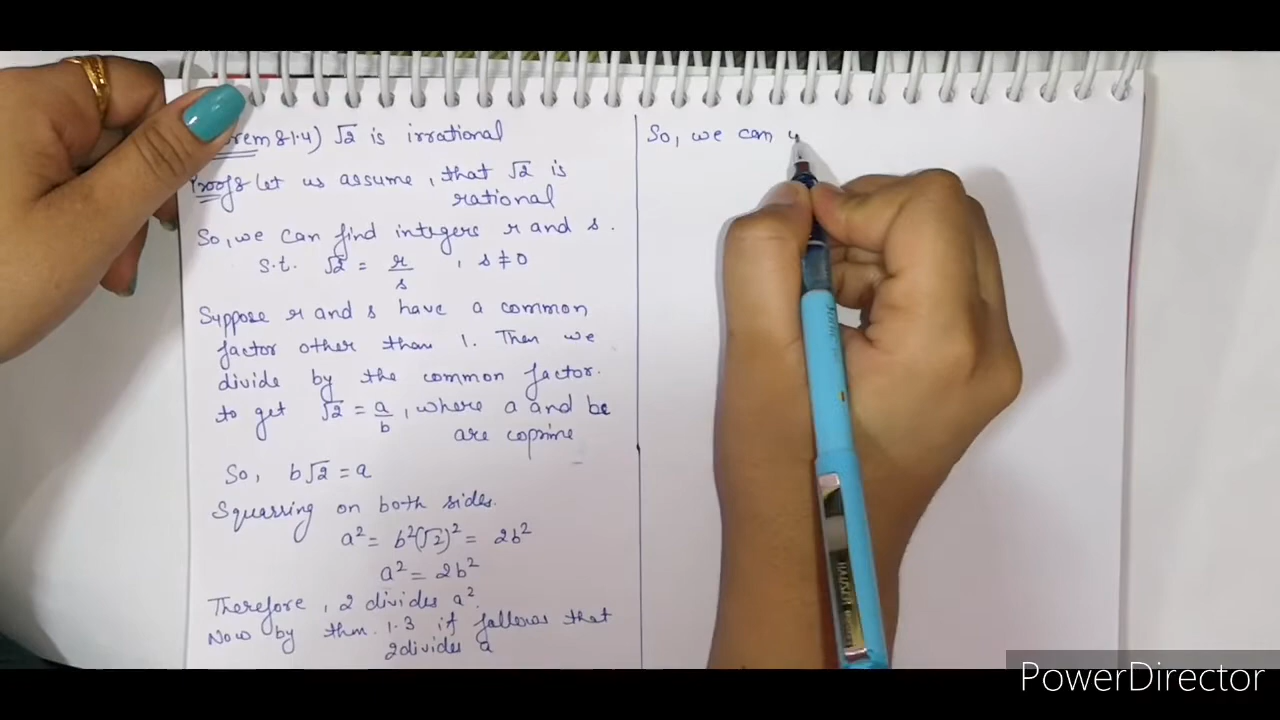 rem 1.4) √2 is irrational
Proof: Let us assume, that √2 is
rational
So, we can find integers r and s.
s.t. √2 = r/s , s ≠ 0
Suppose r and s have a common
factor other than 1. Then we
divide by the common factor.
to get √2 = a/b , where a and be
are coprime
So, b√2 = a
Squarring on both sides.
a² = b²(√2)² = 2b²
a² = 2b²
Therefore, 2 divides a².
Now by thm. 1.3 it follows that
2 divides a
So, we can
HAUSER
PowerDirector